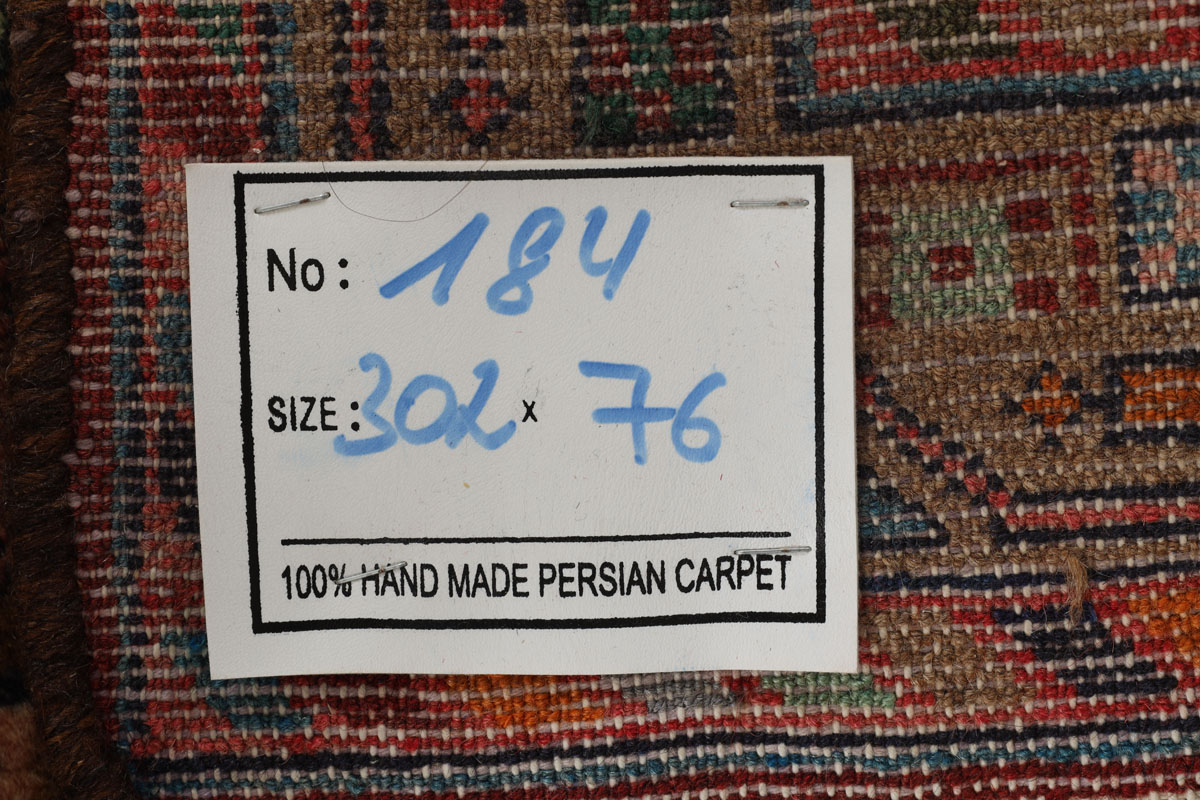 No: 184
SIZE: 302 x 76
100% HAND MADE PERSIAN CARPET